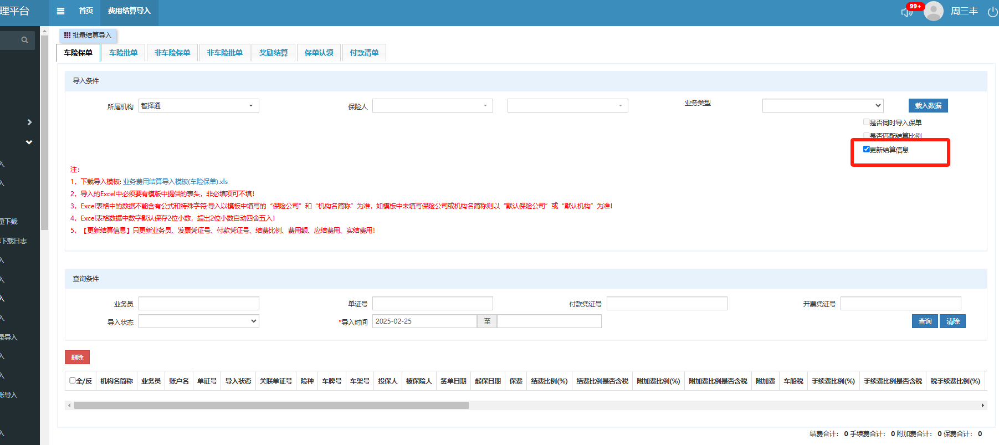 理平台
首页
费用结算导入
99+
周三丰
批量结算导入
车险保单
车险批单
非车险保单
非车险批单
奖励结算
保单认领
付款清单
导入条件
所属机构
智择通
保险人
业务类型
载入数据
是否同时导入保单
是否匹配结算比例
更新结算信息
注：
1，下载导入模板: 业务费用结算导入模板(车险保单).xls
2，导入的Excel中必须要有模版中提供的表头，非必填项可不填！
3，Excel表格中的数据不能含有公式和特殊字符;导入以模板中填写的“保险公司”和“机构名简称”为准，如模板中未填写保险公司或机构名简称则以“默认保险公司”或“默认机构”为准！
4，Excel表格数据中数字默认保存2位小数，超出2位小数自动四舍五入！
5，【更新结算信息】只更新业务员、发票凭证号、付款凭证号、结费比例、费用额、应结费用、实结费用！
查询条件
业务员
单证号
付款凭证号
开票凭证号
导入状态
*导入时间
2025-02-25
至
查询
清除
删除
全/反 机构名简称 业务员 账户名 单证号 导入状态 关联单证号 险种 车牌号 车架号 投保人 被保险人 签单日期 起保日期 保费 结费比例(%) 结费比例是否含税 附加费比例(%) 附加费比例是否含税 附加费 车船税 手续费比例(%) 手续费比例是否含税 税手续费比例(%)
结费合计： 0 手续费合计： 0 附加费合计： 0 保费合计： 0
入
入
量下载
下载日志
入
入
入
入
录导入
入
入
账导入
入